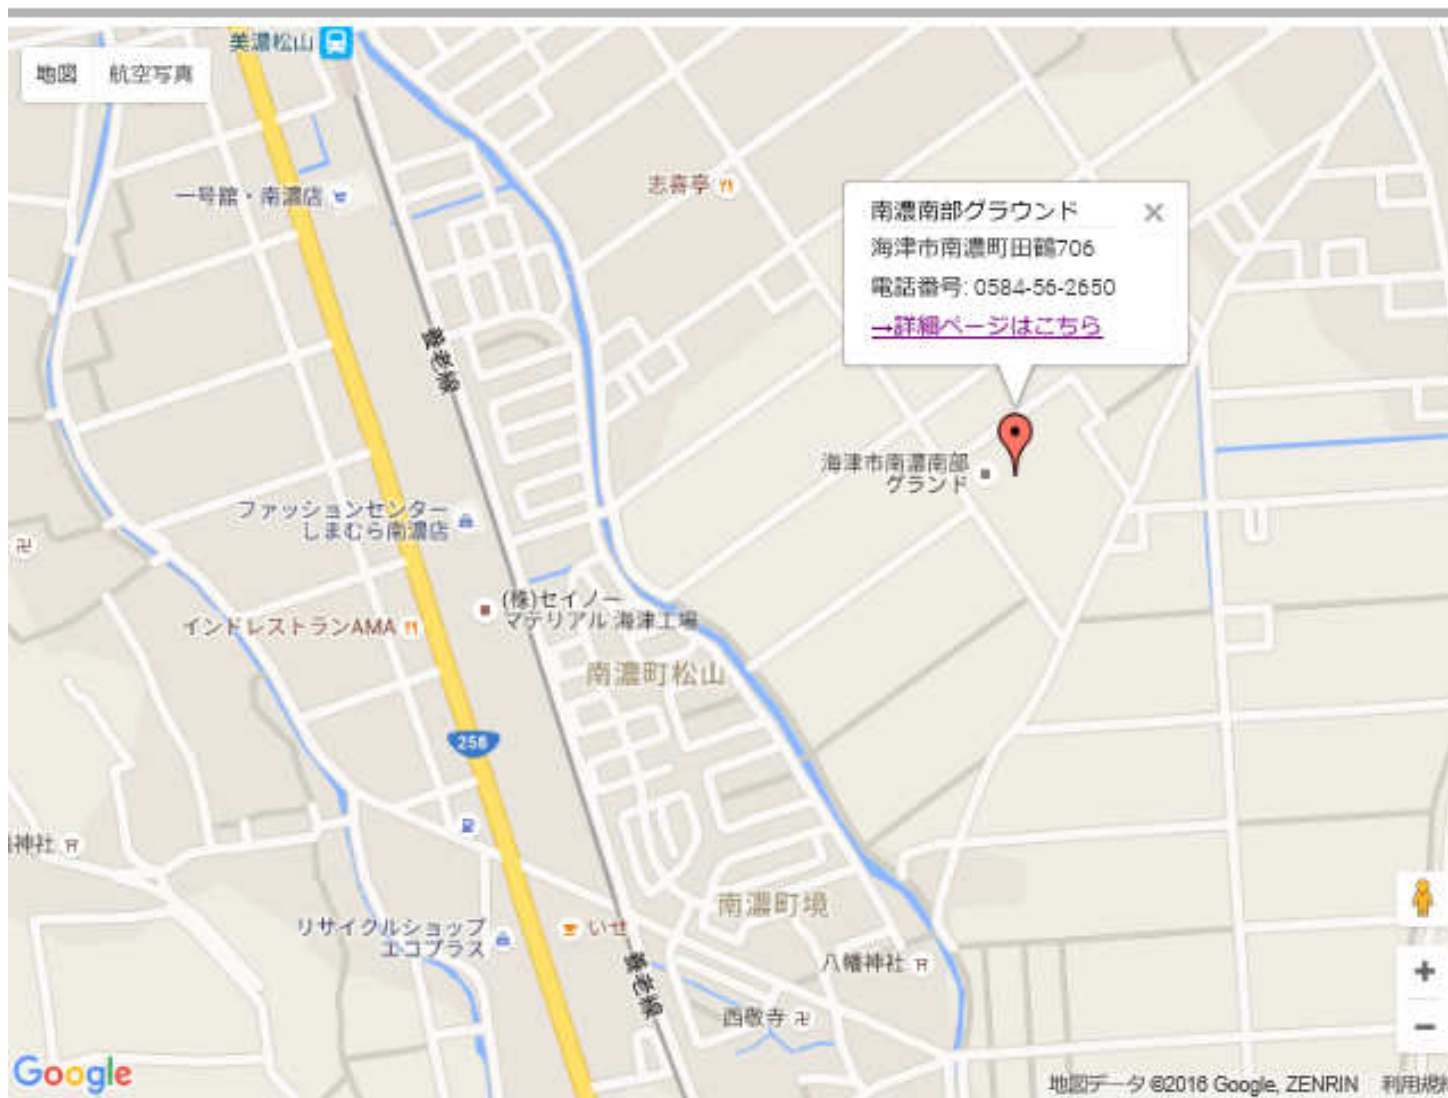 美濃松山
地図 航空写真
一号館・南濃店
志喜亭
南濃南部グラウンド
海津市南濃町田鶴706
電話番号: 0584-56-2650
→詳細ページはこちら
養老線
海津市南濃南部
グランド
ファッションセンター
しまむら南濃店
(株)セイノー
マテリアル 海津工場
インドレストランAMA
南濃町松山
258
神社
南濃町境
リサイクルショップ
エコプラス
いせ
八幡神社
養老線
西敬寺
Google
地図データ ©2016 Google, ZENRIN 利用規約